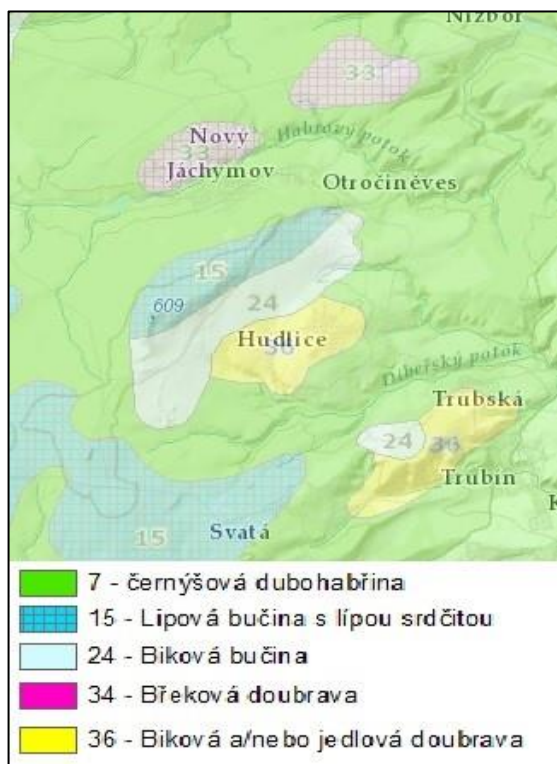 Nižbor
33
Nový
33
Jáchymov
Habrový potok
Otročiněves
15
609
24
Hudlice
36
Dibeřský potok
Trubská
24
36
Trubín
K
Svatá
15
7 - černýšová dubohabřina
15 - Lipová bučina s lípou srdčitou
24 - Biková bučina
34 - Břeková doubrava
36 - Biková a/nebo jedlová doubrava